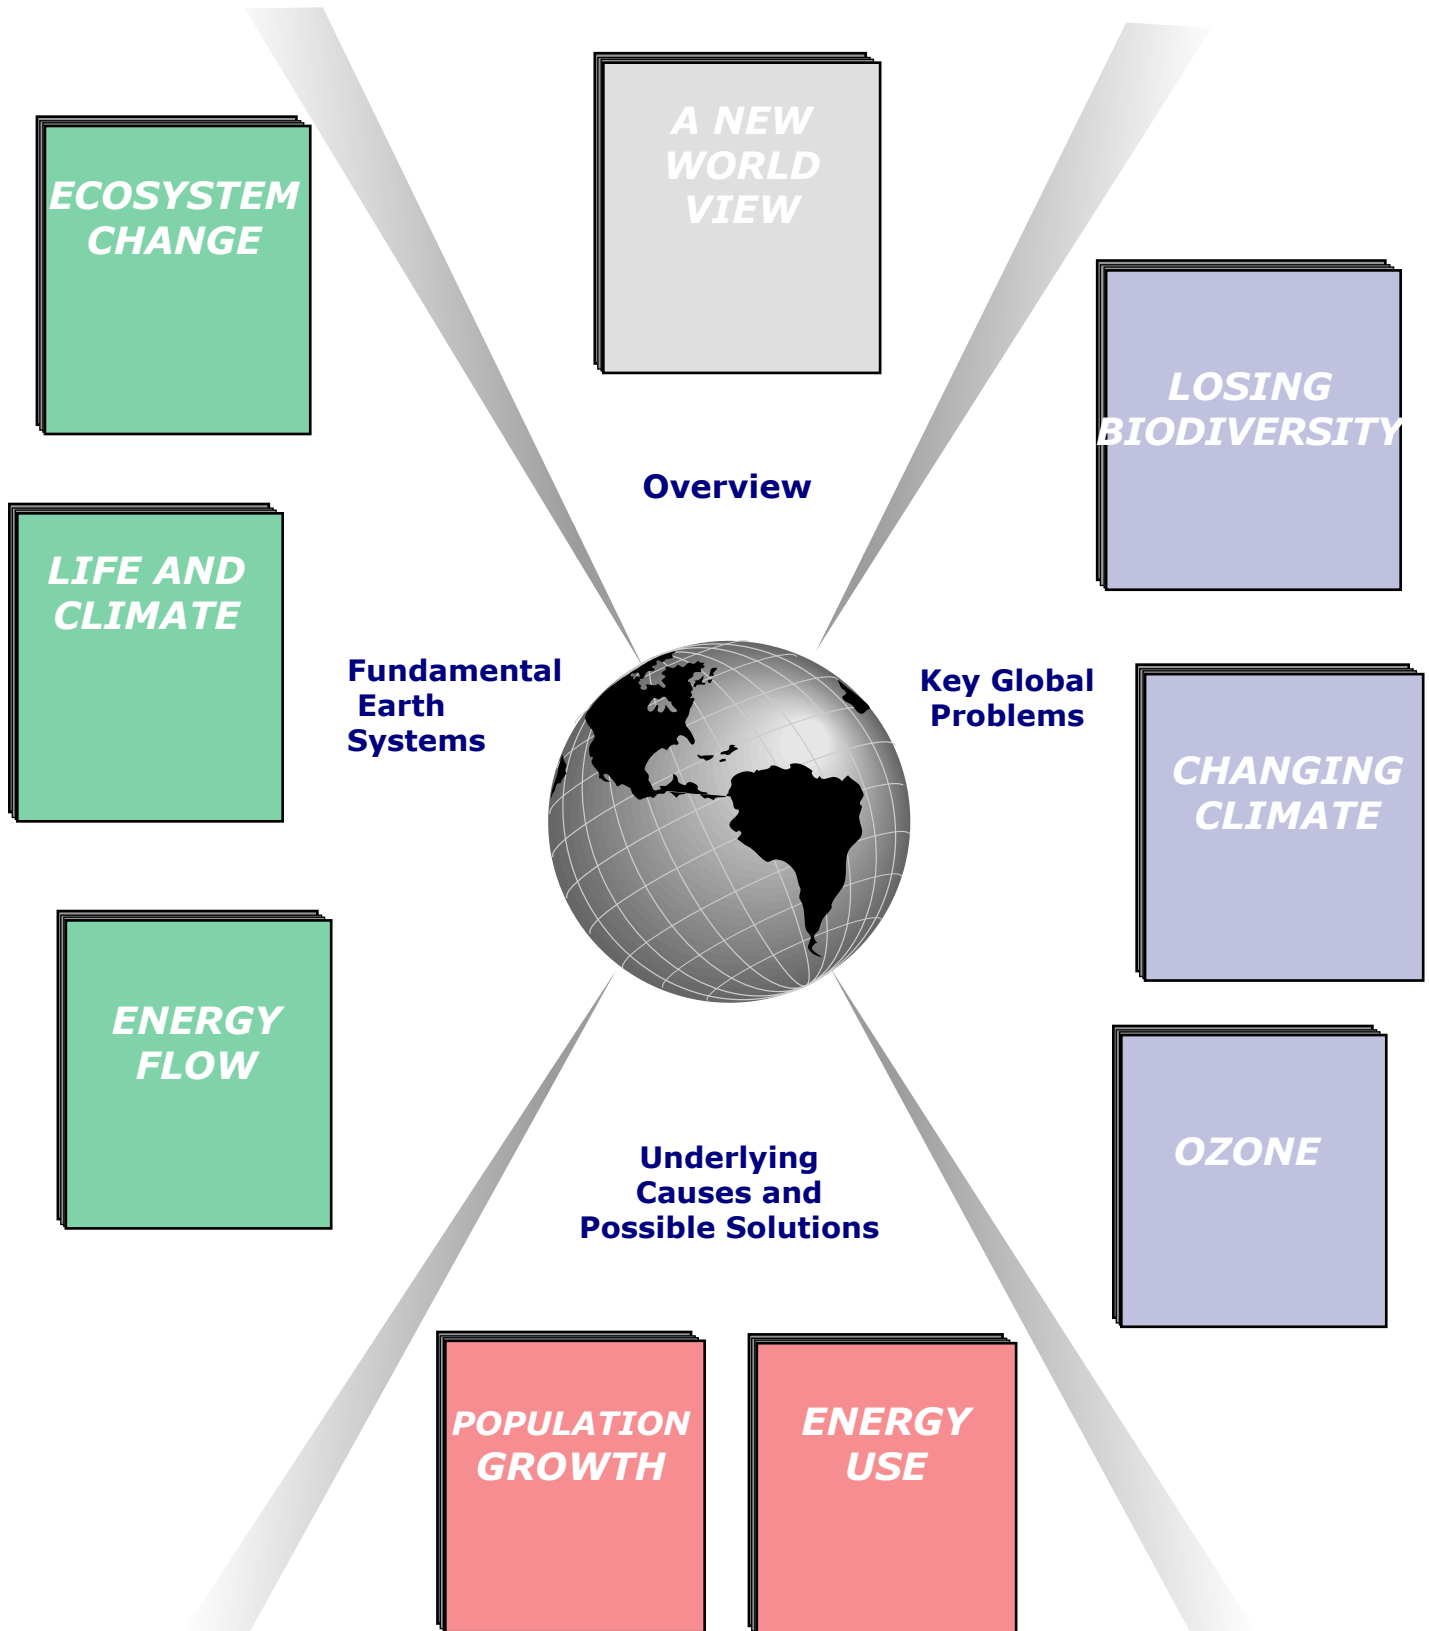 A NEW
WORLD
VIEW
Overview
ECOSYSTEM
CHANGE
LIFE AND
CLIMATE
ENERGY
FLOW
Fundamental
Earth
Systems
Key Global
Problems
LOSING
BIODIVERSITY
CHANGING
CLIMATE
OZONE
Underlying
Causes and
Possible Solutions
POPULATION
GROWTH
ENERGY
USE